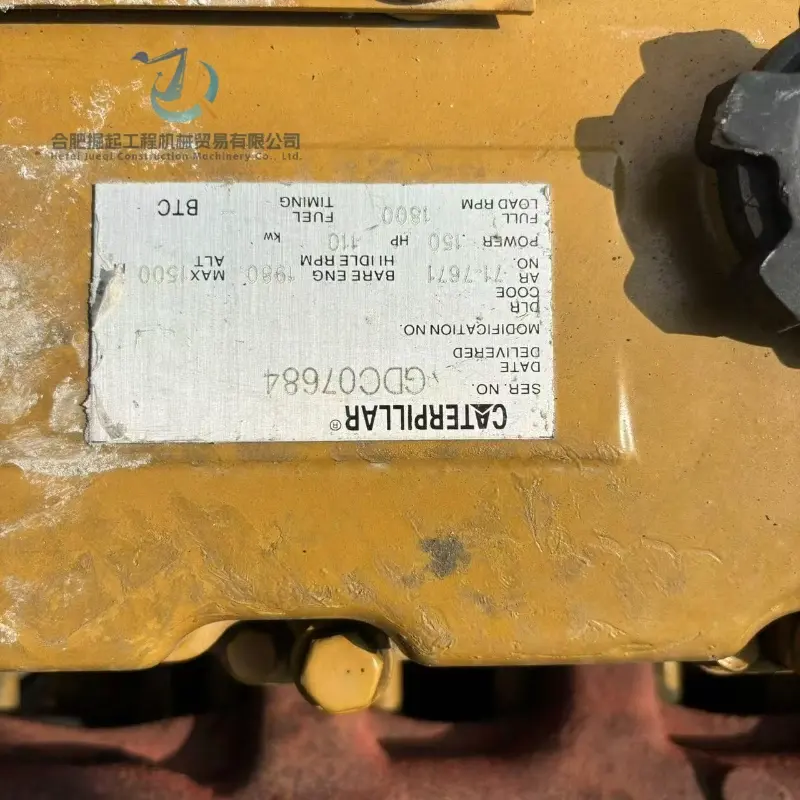 合肥掘起工程机械贸易有限公司
Hefei Jueqi Construction Machinery Co., Ltd.
CATERPILLAR®
SER. NO. GDC07684
DATE DELIVERED
MODIFICATION NO.
DLR CODE
AR NO. 71-7671 BARE ENG HI IDLE RPM 1980 MAX ALT 1500
POWER 150 HP 110 kw
FULL LOAD RPM 1800 FUEL TIMING BTC